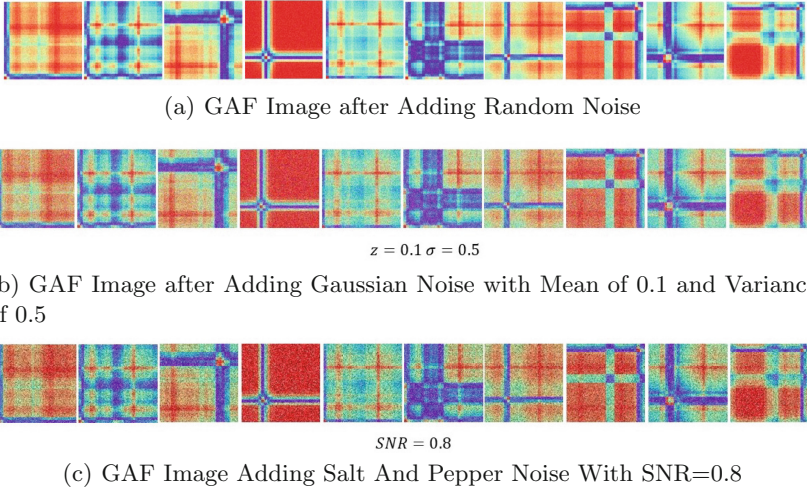 (a) GAF Image after Adding Random Noise
z = 0.1 σ = 0.5
b) GAF Image after Adding Gaussian Noise with Mean of 0.1 and Varianc
f 0.5
SNR = 0.8
(c) GAF Image Adding Salt And Pepper Noise With SNR=0.8